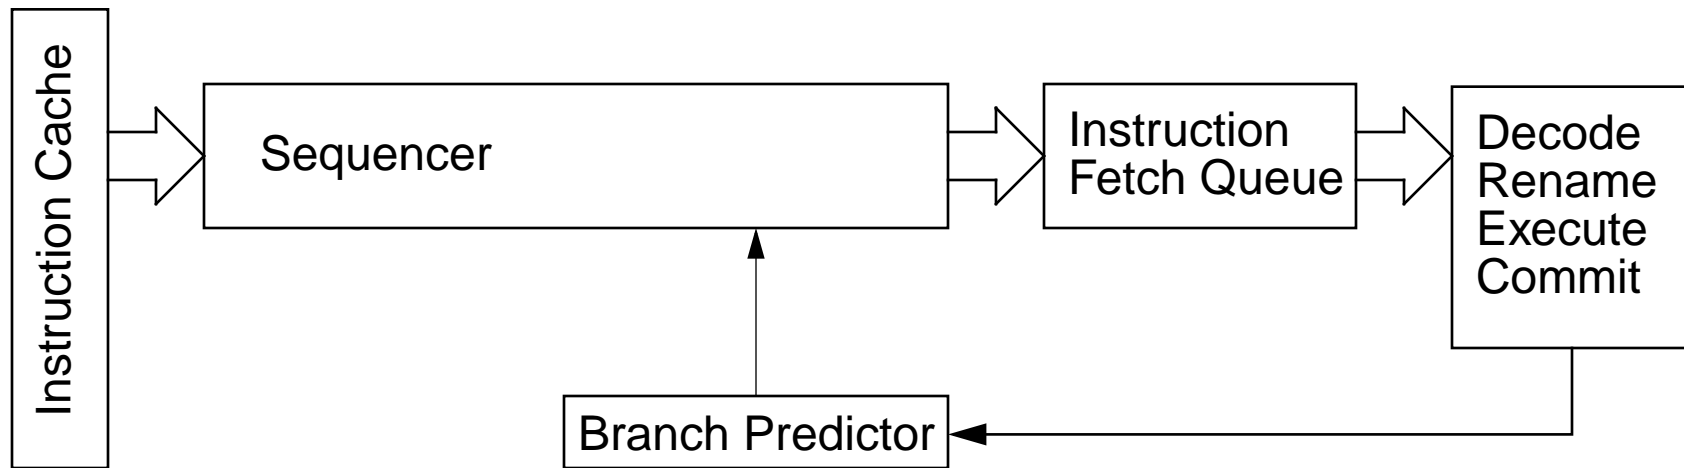 Instruction Cache
Sequencer
Instruction
Fetch Queue
Decode
Rename
Execute
Commit
Branch Predictor